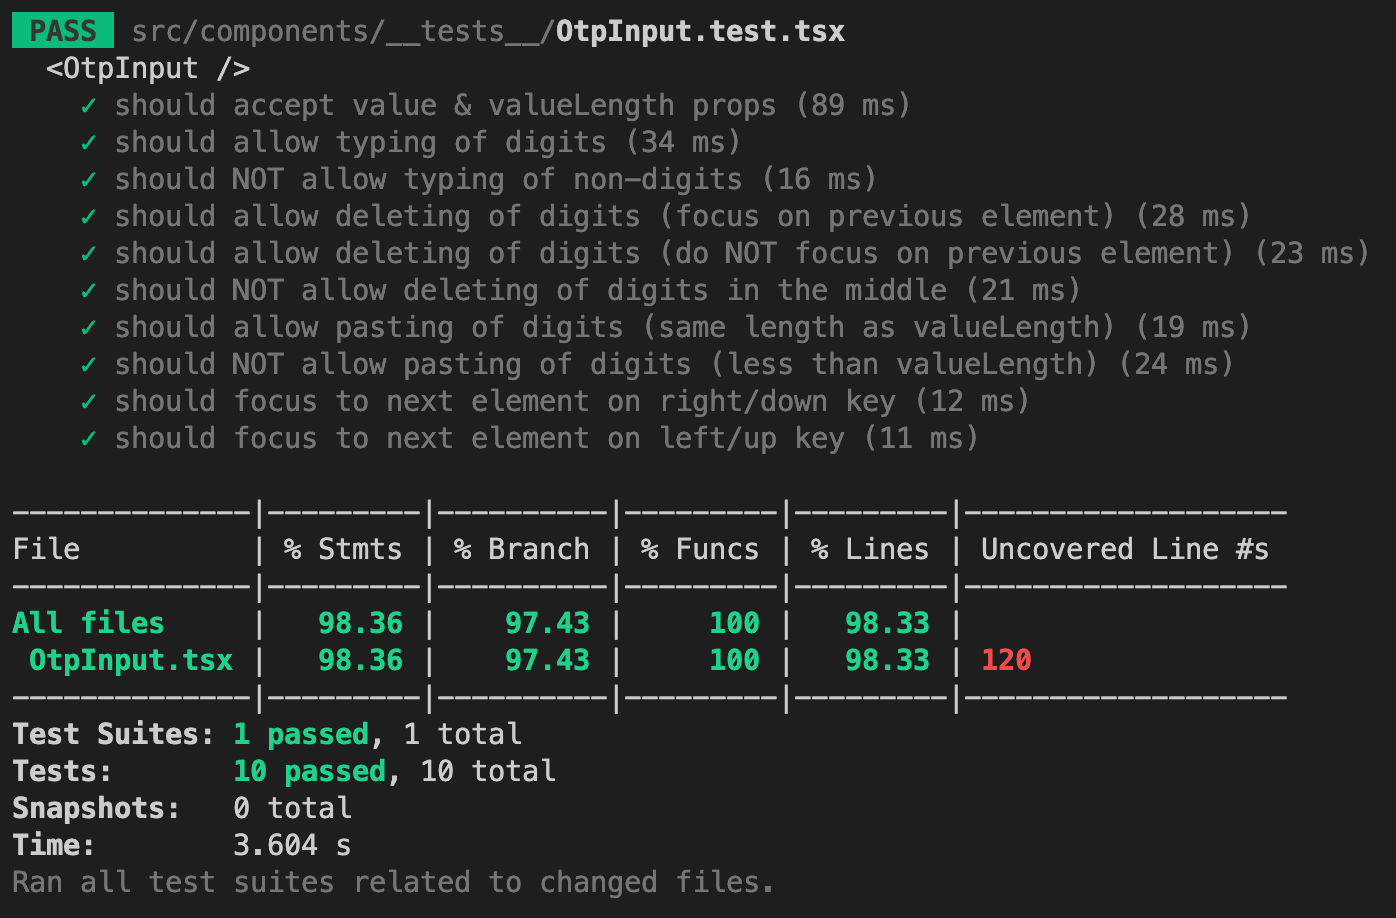 PASS src/components/__tests__/OtpInput.test.tsx
<OtpInput />
✓ should accept value & valueLength props (89 ms)
✓ should allow typing of digits (34 ms)
✓ should NOT allow typing of non-digits (16 ms)
✓ should allow deleting of digits (focus on previous element) (28 ms)
✓ should allow deleting of digits (do NOT focus on previous element) (23 ms)
✓ should NOT allow deleting of digits in the middle (21 ms)
✓ should allow pasting of digits (same length as valueLength) (19 ms)
✓ should NOT allow pasting of digits (less than valueLength) (24 ms)
✓ should focus to next element on right/down key (12 ms)
✓ should focus to next element on left/up key (11 ms)
--------------|---------|----------|---------|---------|-------------------
File          | % Stmts | % Branch | % Funcs | % Lines | Uncovered Line #s
--------------|---------|----------|---------|---------|-------------------
All files     |   98.36 |    97.43 |     100 |   98.33 |
 OtpInput.tsx |   98.36 |    97.43 |     100 |   98.33 | 120
--------------|---------|----------|---------|---------|-------------------
Test Suites: 1 passed, 1 total
Tests:       10 passed, 10 total
Snapshots:   0 total
Time:        3.604 s
Ran all test suites related to changed files.